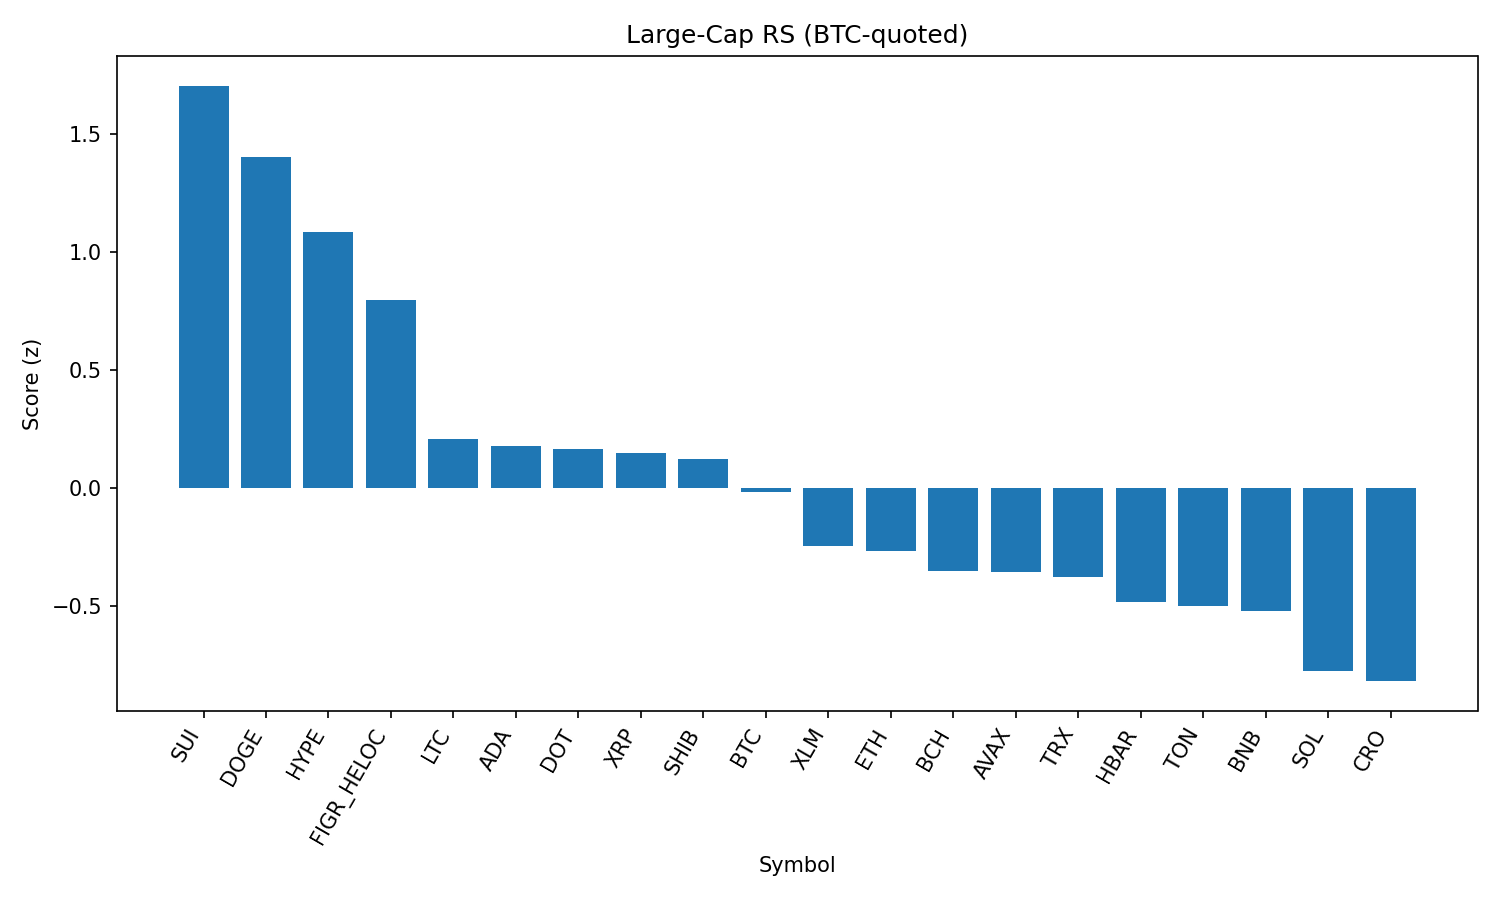 Large-Cap RS (BTC-quoted)
Score (z)
1.5
1.0
0.5
0.0
−0.5
SUI
DOGE
HYPE
FIGR_HELOC
LTC
ADA
DOT
XRP
SHIB
BTC
XLM
ETH
BCH
AVAX
TRX
HBAR
TON
BNB
SOL
CRO
Symbol